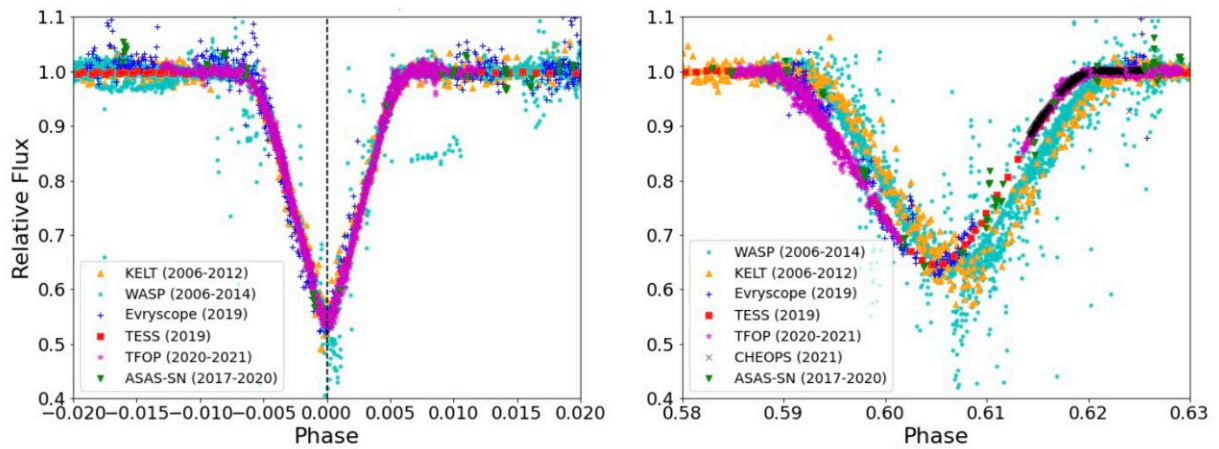 1.1
1.0
0.9
0.8
0.7
0.6
0.5
0.4
Relative Flux
KELT (2006-2012)
WASP (2006-2014)
Evryscope (2019)
TESS (2019)
TFOP (2020-2021)
ASAS-SN (2017-2020)
−0.020−0.015−0.010−0.005 0.000 0.005 0.010 0.015 0.020
Phase
1.1
1.0
0.9
0.8
0.7
0.6
0.5
0.4
WASP (2006-2014)
KELT (2006-2012)
Evryscope (2019)
TESS (2019)
TFOP (2020-2021)
CHEOPS (2021)
ASAS-SN (2017-2020)
0.58 0.59 0.60 0.61 0.62 0.63
Phase